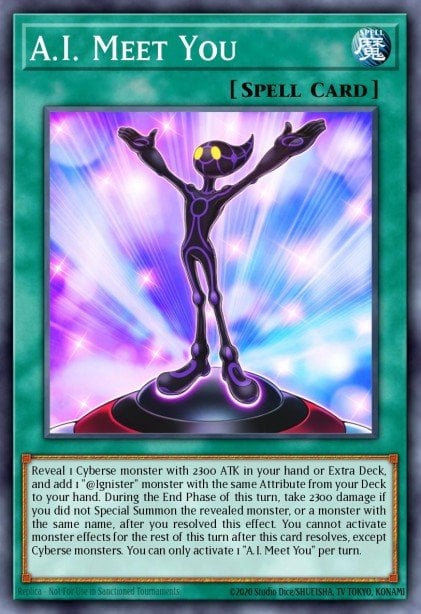 A.I. Meet You
SPELL
魔
[ Spell Card ]
Reveal 1 Cyberse monster with 2300 ATK in your hand or Extra Deck,
and add 1 "@Ignister" monster with the same Attribute from your Deck
to your hand. During the End Phase of this turn, take 2300 damage if
you did not Special Summon the revealed monster, or a monster with
the same name, after you resolved this effect. You cannot activate
monster effects for the rest of this turn after this card resolves, except
Cyberse monsters. You can only activate 1 "A.I. Meet You" per turn.
Replica - Not For Use in Sanctioned Tournaments
©2020 Studio Dice/SHUEISHA, TV TOKYO, KONAMI